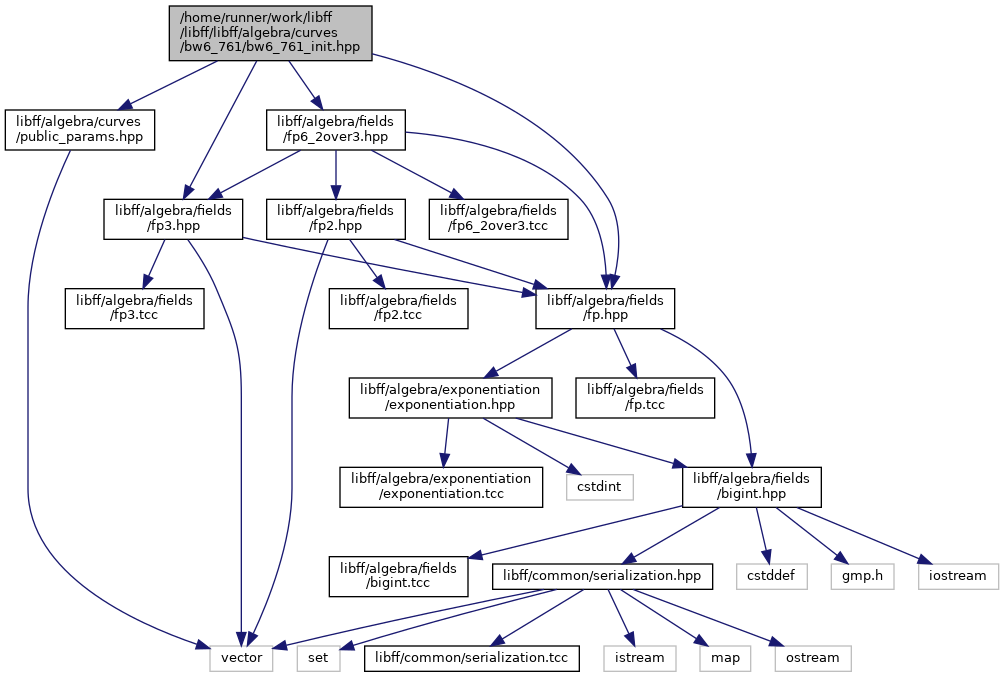 /home/runner/work/libff
/libff/libff/algebra/curves
/bw6_761/bw6_761_init.hpp
libff/algebra/curves
/public_params.hpp
libff/algebra/fields
/fp6_2over3.hpp
libff/algebra/fields
/fp3.hpp
libff/algebra/fields
/fp2.hpp
libff/algebra/fields
/fp6_2over3.tcc
libff/algebra/fields
/fp3.tcc
libff/algebra/fields
/fp2.tcc
libff/algebra/fields
/fp.hpp
libff/algebra/exponentiation
/exponentiation.hpp
libff/algebra/fields
/fp.tcc
libff/algebra/exponentiation
/exponentiation.tcc
cstdint
libff/algebra/fields
/bigint.hpp
libff/algebra/fields
/bigint.tcc
libff/common/serialization.hpp
cstddef
gmp.h
iostream
vector
set
libff/common/serialization.tcc
istream
map
ostream